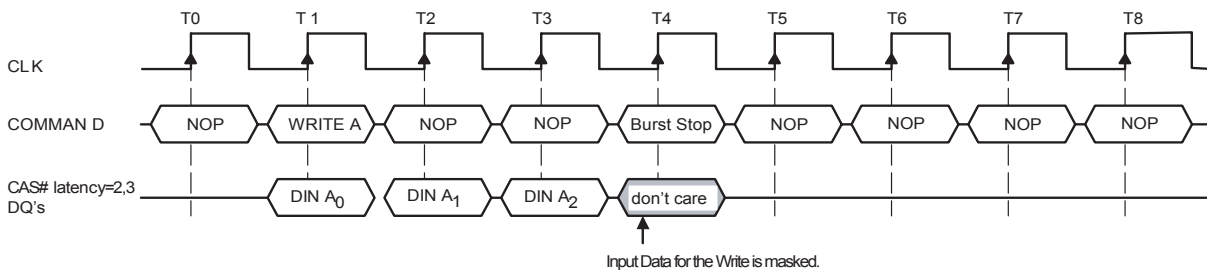 T0 T 1 T2 T3 T4 T5 T6 T7 T8
CLK
COMMAN D NOP WRITE A NOP NOP Burst Stop NOP NOP NOP NOP
CAS# latency=2,3
DQ's DIN A0 DIN A1 DIN A2 don't care
Input Data for the Write is masked.